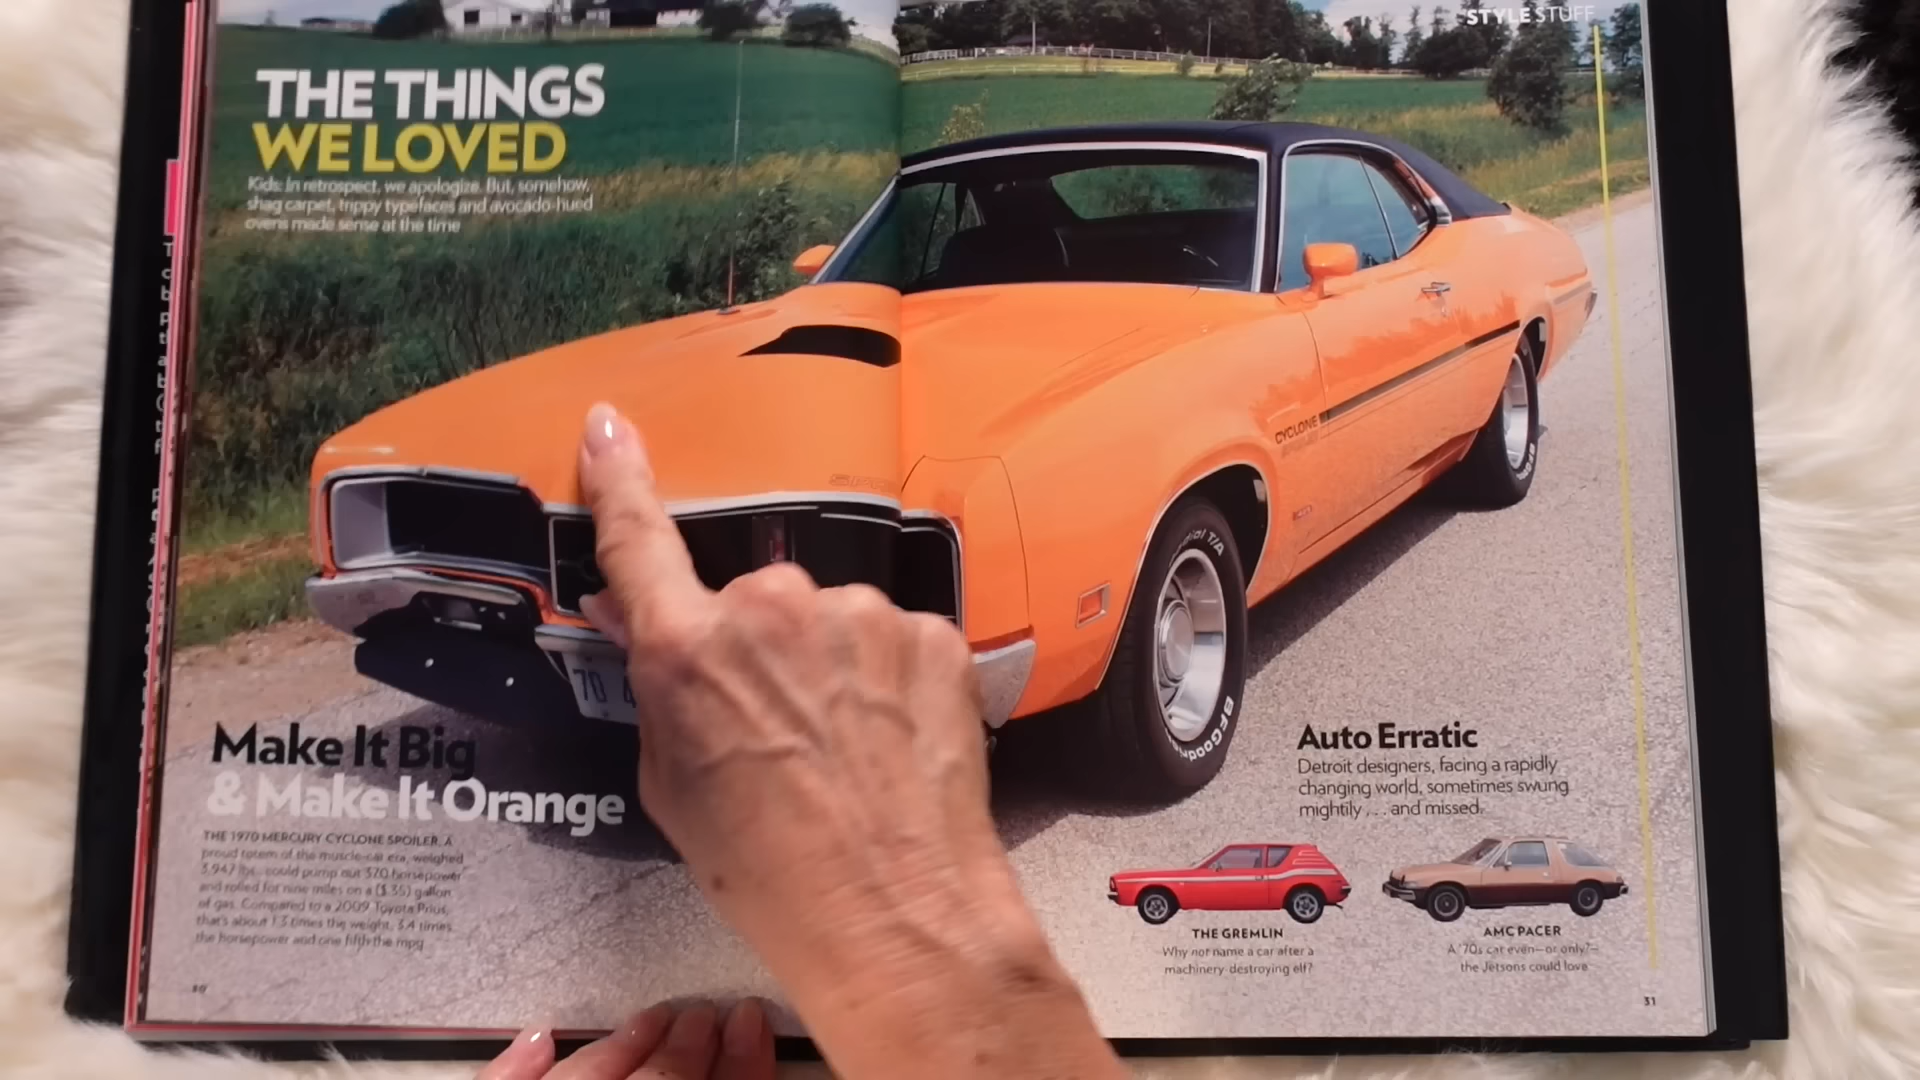 STYLE STUFF
THE THINGS
WE LOVED
Kids: In retrospect, we apologize. But, somehow,
shag carpet, trippy typefaces and avocado-hued
ovens made sense at the time
CYCLONE
70
Radial T/A
BFGoodri
Make It Big
& Make It Orange
THE 1970 MERCURY CYCLONE SPOILER, A
proud totem of the muscle-car era, weighed
3,947 lbs., could pump out 370 horsepower
and rolled for nine miles on a ($.35) gallon
of gas. Compared to a 2009 Toyota Prius,
that's about 1.3 times the weight, 3.4 times
the horsepower and one fifth the mpg
Auto Erratic
Detroit designers, facing a rapidly
changing world, sometimes swung
mightily . . . and missed.
THE GREMLIN
Why not name a car after a
machinery-destroying elf?
AMC PACER
A '70s car even—or only?—
the Jetsons could love
31